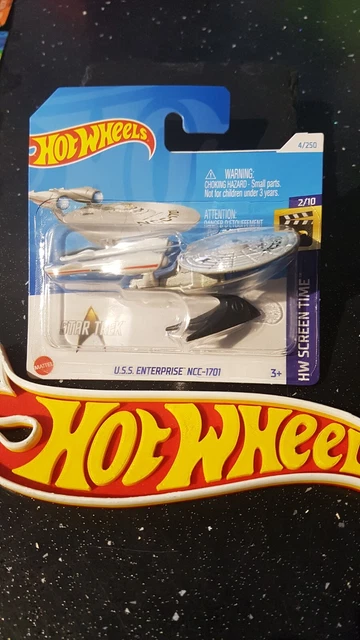 HOT WHEELS
4/250
WARNING:
CHOKING HAZARD - Small parts.
Not for children under 3 years.
ATTENTION:
2/10
HW SCREEN TIME
STAR TREK
MATTEL
U.S.S. ENTERPRISE NCC-1701
3+
HOT WHEEL